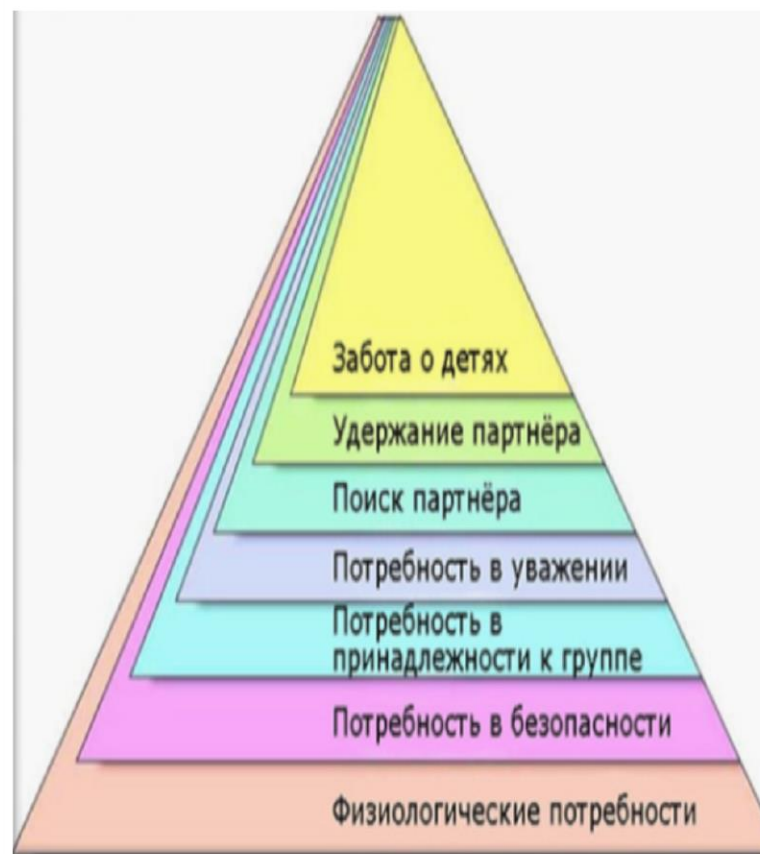 Забота о детях
Удержание партнёра
Поиск партнёра
Потребность в уважении
Потребность в
принадлежности к группе
Потребность в безопасности
Физиологические потребности